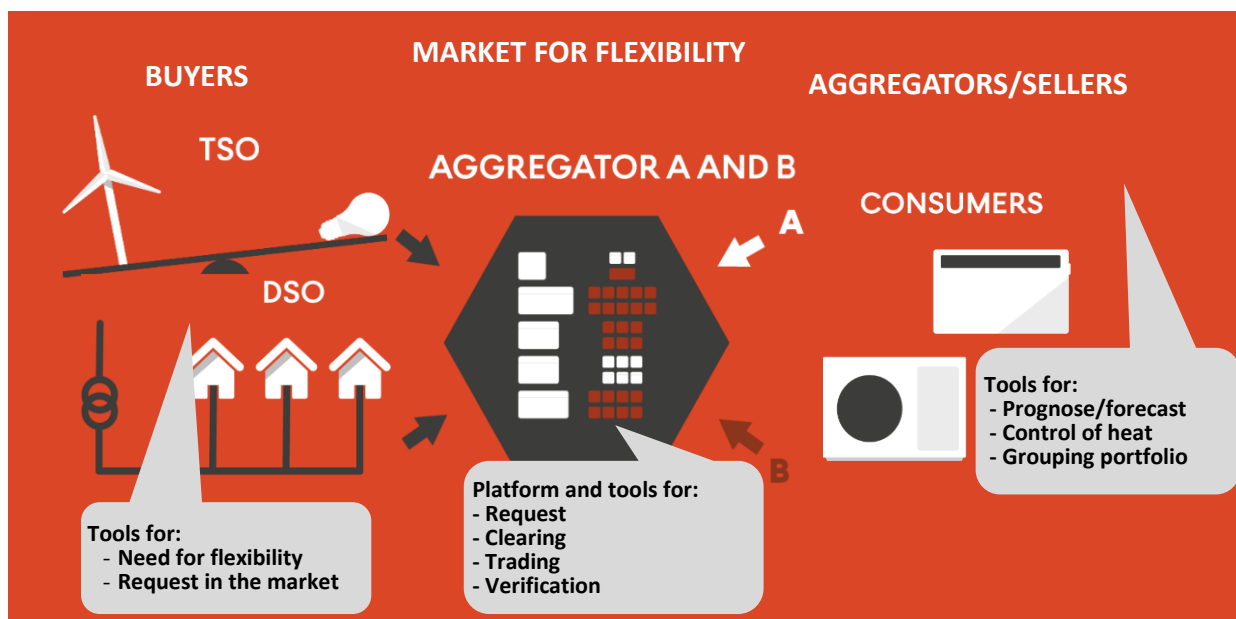 MARKET FOR FLEXIBILITY
BUYERS
AGGREGATORS/SELLERS
TSO
AGGREGATOR A AND B
CONSUMERS
A
DSO
B
Tools for:
- Need for flexibility
- Request in the market
Platform and tools for:
- Request
- Clearing
- Trading
- Verification
Tools for:
- Prognose/forecast
- Control of heat
- Grouping portfolio